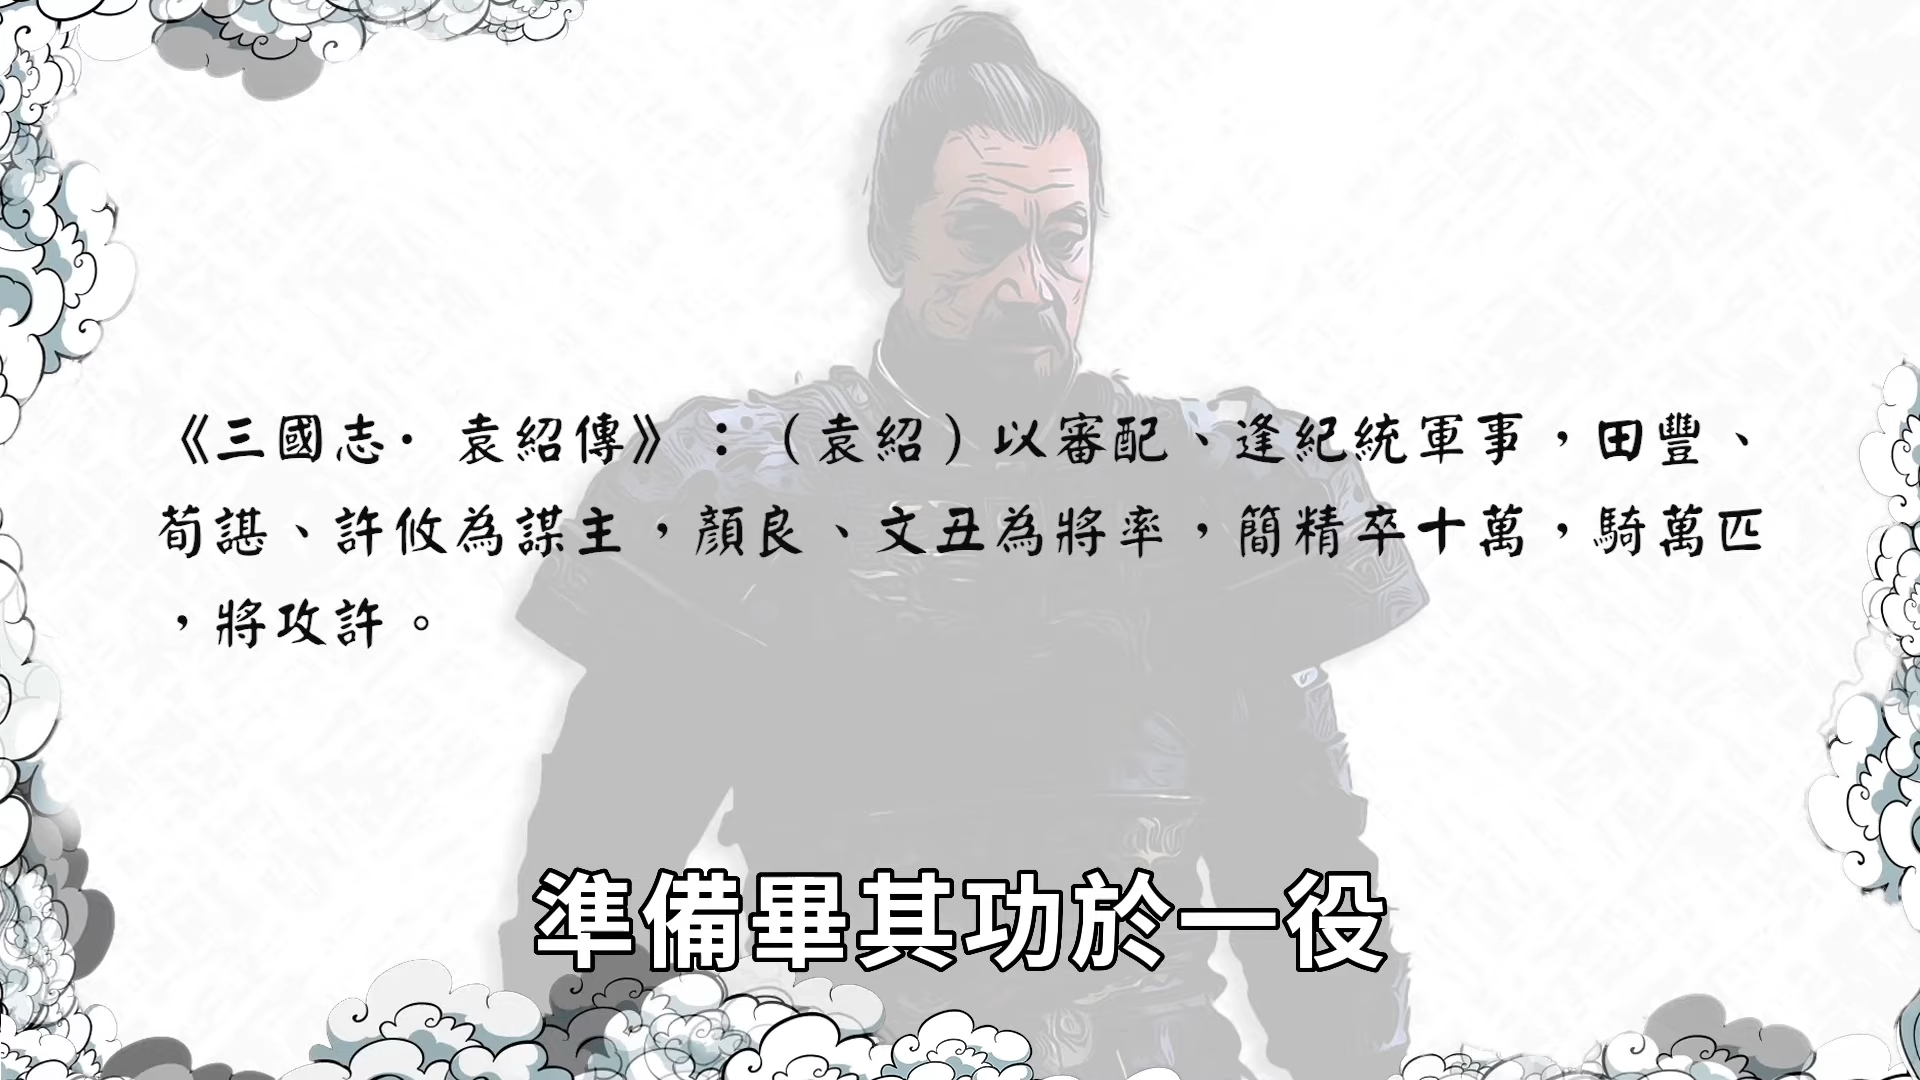 《三國志·袁紹傳》：（袁紹）以審配、逢紀統軍事，田豐、
荀諶、許攸為謀主，顏良、文丑為將率，簡精卒十萬，騎萬匹
，將攻許。
準備畢其功於一役